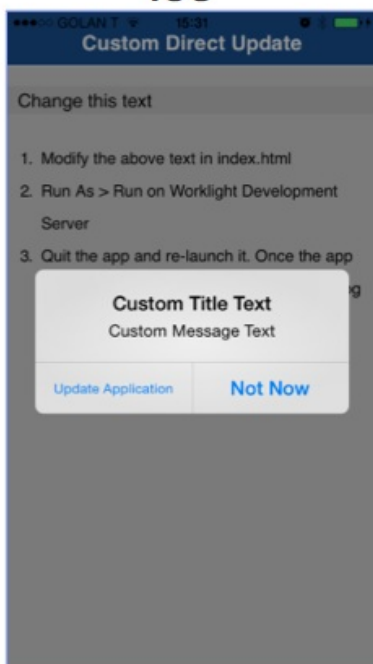 GOLAN T 15:31
Custom Direct Update
Change this text
1. Modify the above text in index.html
2. Run As > Run on Worklight Development
Server
3. Quit the app and re-launch it. Once the app
Custom Title Text
Custom Message Text
Update Application Not Now